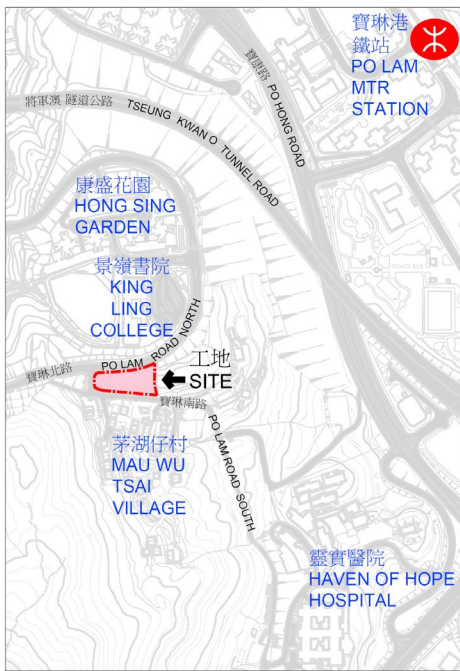 寶琳港
鐵站
PO LAM
MTR
STATION
寶康路
PO HONG ROAD
將軍澳 隧道公路
TSEUNG KWAN O TUNNEL ROAD
康盛花園
HONG SING
GARDEN
景嶺書院
KING
LING
COLLEGE
寶琳北路
PO LAM ROAD NORTH
工地
SITE
寶琳南路
PO LAM ROAD SOUTH
茅湖仔村
MAU WU
TSAI
VILLAGE
靈實醫院
HAVEN OF HOPE
HOSPITAL